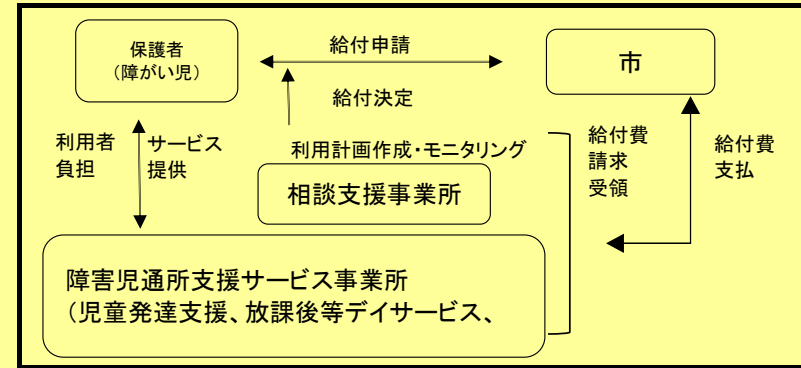 保護者
（障がい児）
給付申請
市
給付決定
利用者
負担
サービス
提供
利用計画作成・モニタリング
給付費
請求
受領
給付費
支払
相談支援事業所
障害児通所支援サービス事業所
（児童発達支援、放課後等デイサービス、